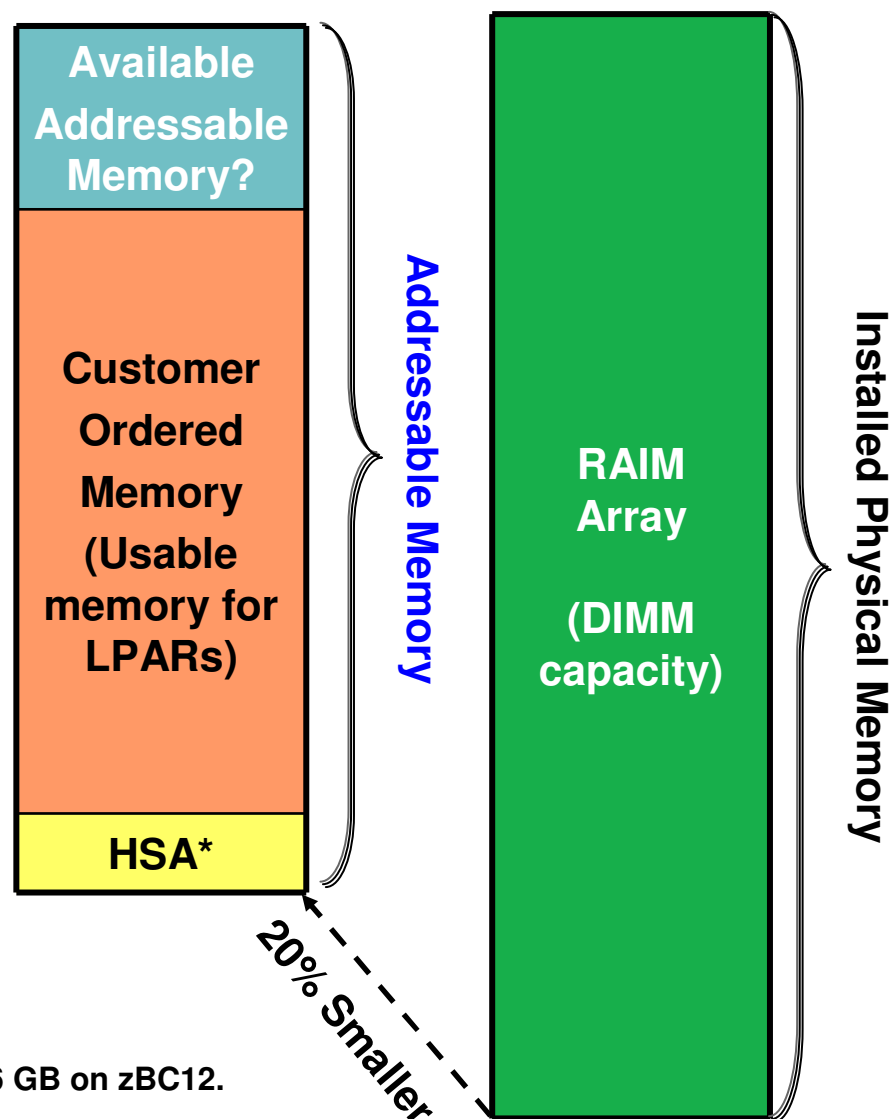 Available
Addressable
Memory?
Customer
Ordered
Memory
(Usable
memory for
LPARs)
HSA*
Addressable Memory
RAIM
Array
(DIMM
capacity)
Installed Physical Memory
20% Smaller
GB on zBC12.